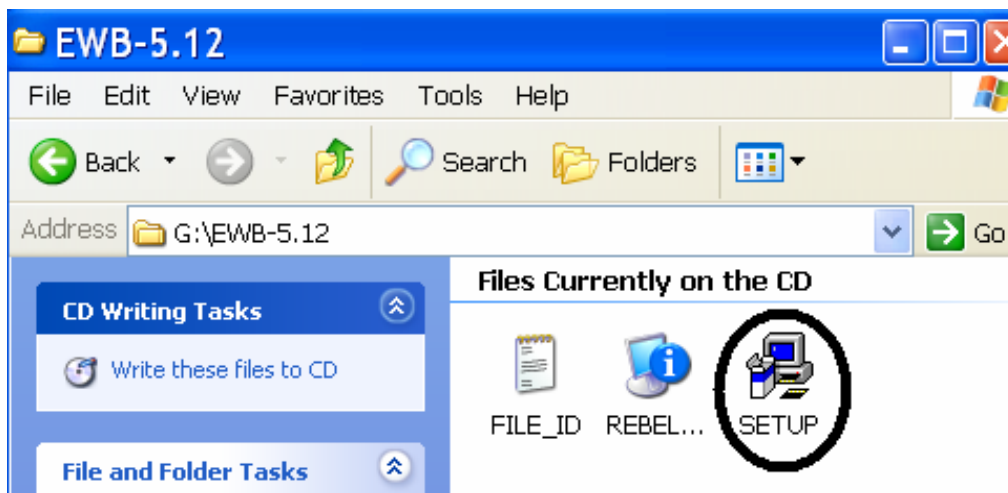 EWB-5.12
File Edit View Favorites Tools Help
Back Search Folders
Address G:\EWB-5.12 Go
Files Currently on the CD
CD Writing Tasks
Write these files to CD
FILE_ID REBEL... SETUP
File and Folder Tasks